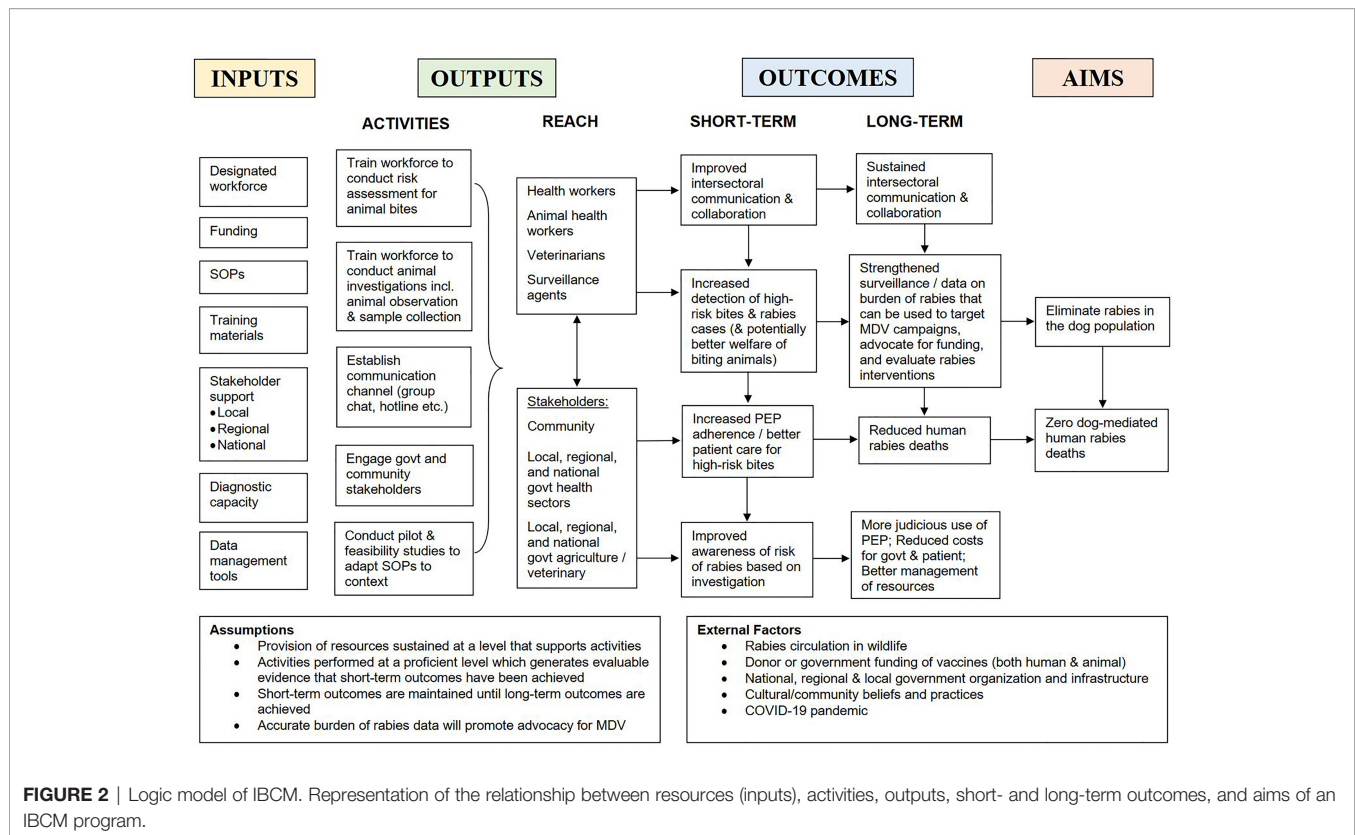 INPUTS
OUTPUTS
OUTCOMES
AIMS
ACTIVITIES
REACH
SHORT-TERM
LONG-TERM
Designated
workforce
Funding
SOPs
Training
materials
Stakeholder
support
•Local
•Regional
•National
Diagnostic
capacity
Data
management
tools
Train workforce to
conduct risk
assessment for
animal bites
Train workforce to
conduct animal
investigations incl.
animal observation
& sample collection
Establish
communication
channel (group
chat, hotline etc.)
Engage govt and
community
stakeholders
Conduct pilot &
feasibility studies to
adapt SOPs to
context
Health workers
Animal health
workers
Veterinarians
Surveillance
agents
Stakeholders:
Community
Local, regional,
and national
govt health
sectors
Local, regional,
and national
govt agriculture /
veterinary
Improved
intersectoral
communication &
collaboration
Increased
detection of high-
risk bites & rabies
cases (& potentially
better welfare of
biting animals)
Increased PEP
adherence / better
patient care for
high-risk bites
Improved
awareness of risk
of rabies based on
investigation
Sustained
intersectoral
communication &
collaboration
Strengthened
surveillance / data on
burden of rabies that
can be used to target
MDV campaigns,
advocate for funding,
and evaluate rabies
interventions
Reduced human
rabies deaths
More judicious use of
PEP; Reduced costs
for govt & patient;
Better management
of resources
Eliminate rabies in
the dog population
Zero dog-mediated
human rabies
deaths
Assumptions
• Provision of resources sustained at a level that supports activities
• Activities performed at a proficient level which generates evaluable
evidence that short-term outcomes have been achieved
• Short-term outcomes are maintained until long-term outcomes are
achieved
• Accurate burden of rabies data will promote advocacy for MDV
External Factors
• Rabies circulation in wildlife
• Donor or government funding of vaccines (both human & animal)
• National, regional & local government organization and infrastructure
• Cultural/community beliefs and practices
• COVID-19 pandemic
FIGURE 2 | Logic model of IBCM. Representation of the relationship between resources (inputs), activities, outputs, short- and long-term outcomes, and aims of an
IBCM program.